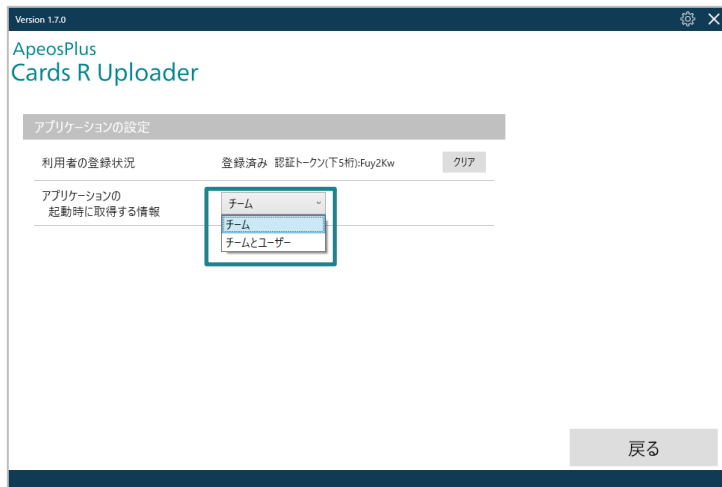 Version 1.7.0
ApeosPlus
Cards R Uploader
アプリケーションの設定
利用者の登録状況 登録済み 認証トークン(下5桁):Fuy2Kw クリア
アプリケーションの
起動時に取得する情報
チーム
チーム
チームとユーザー
戻る